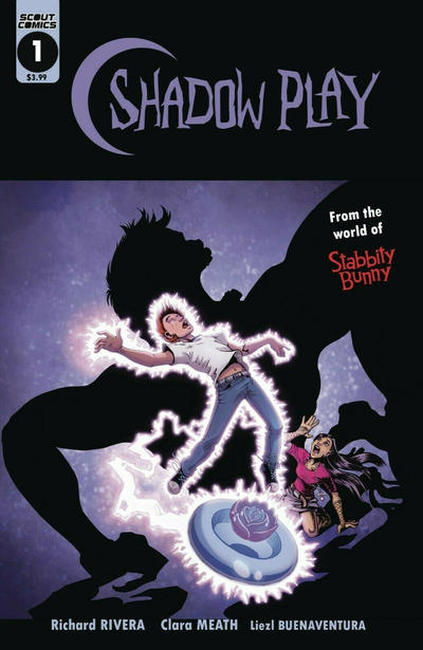 SCOUT
COMICS
1
$3.99
SHADOW PLAY
From the
world of
Stabbity
Bunny
Richard RIVERA Clara MEATH Liezl BUENAVENTURA